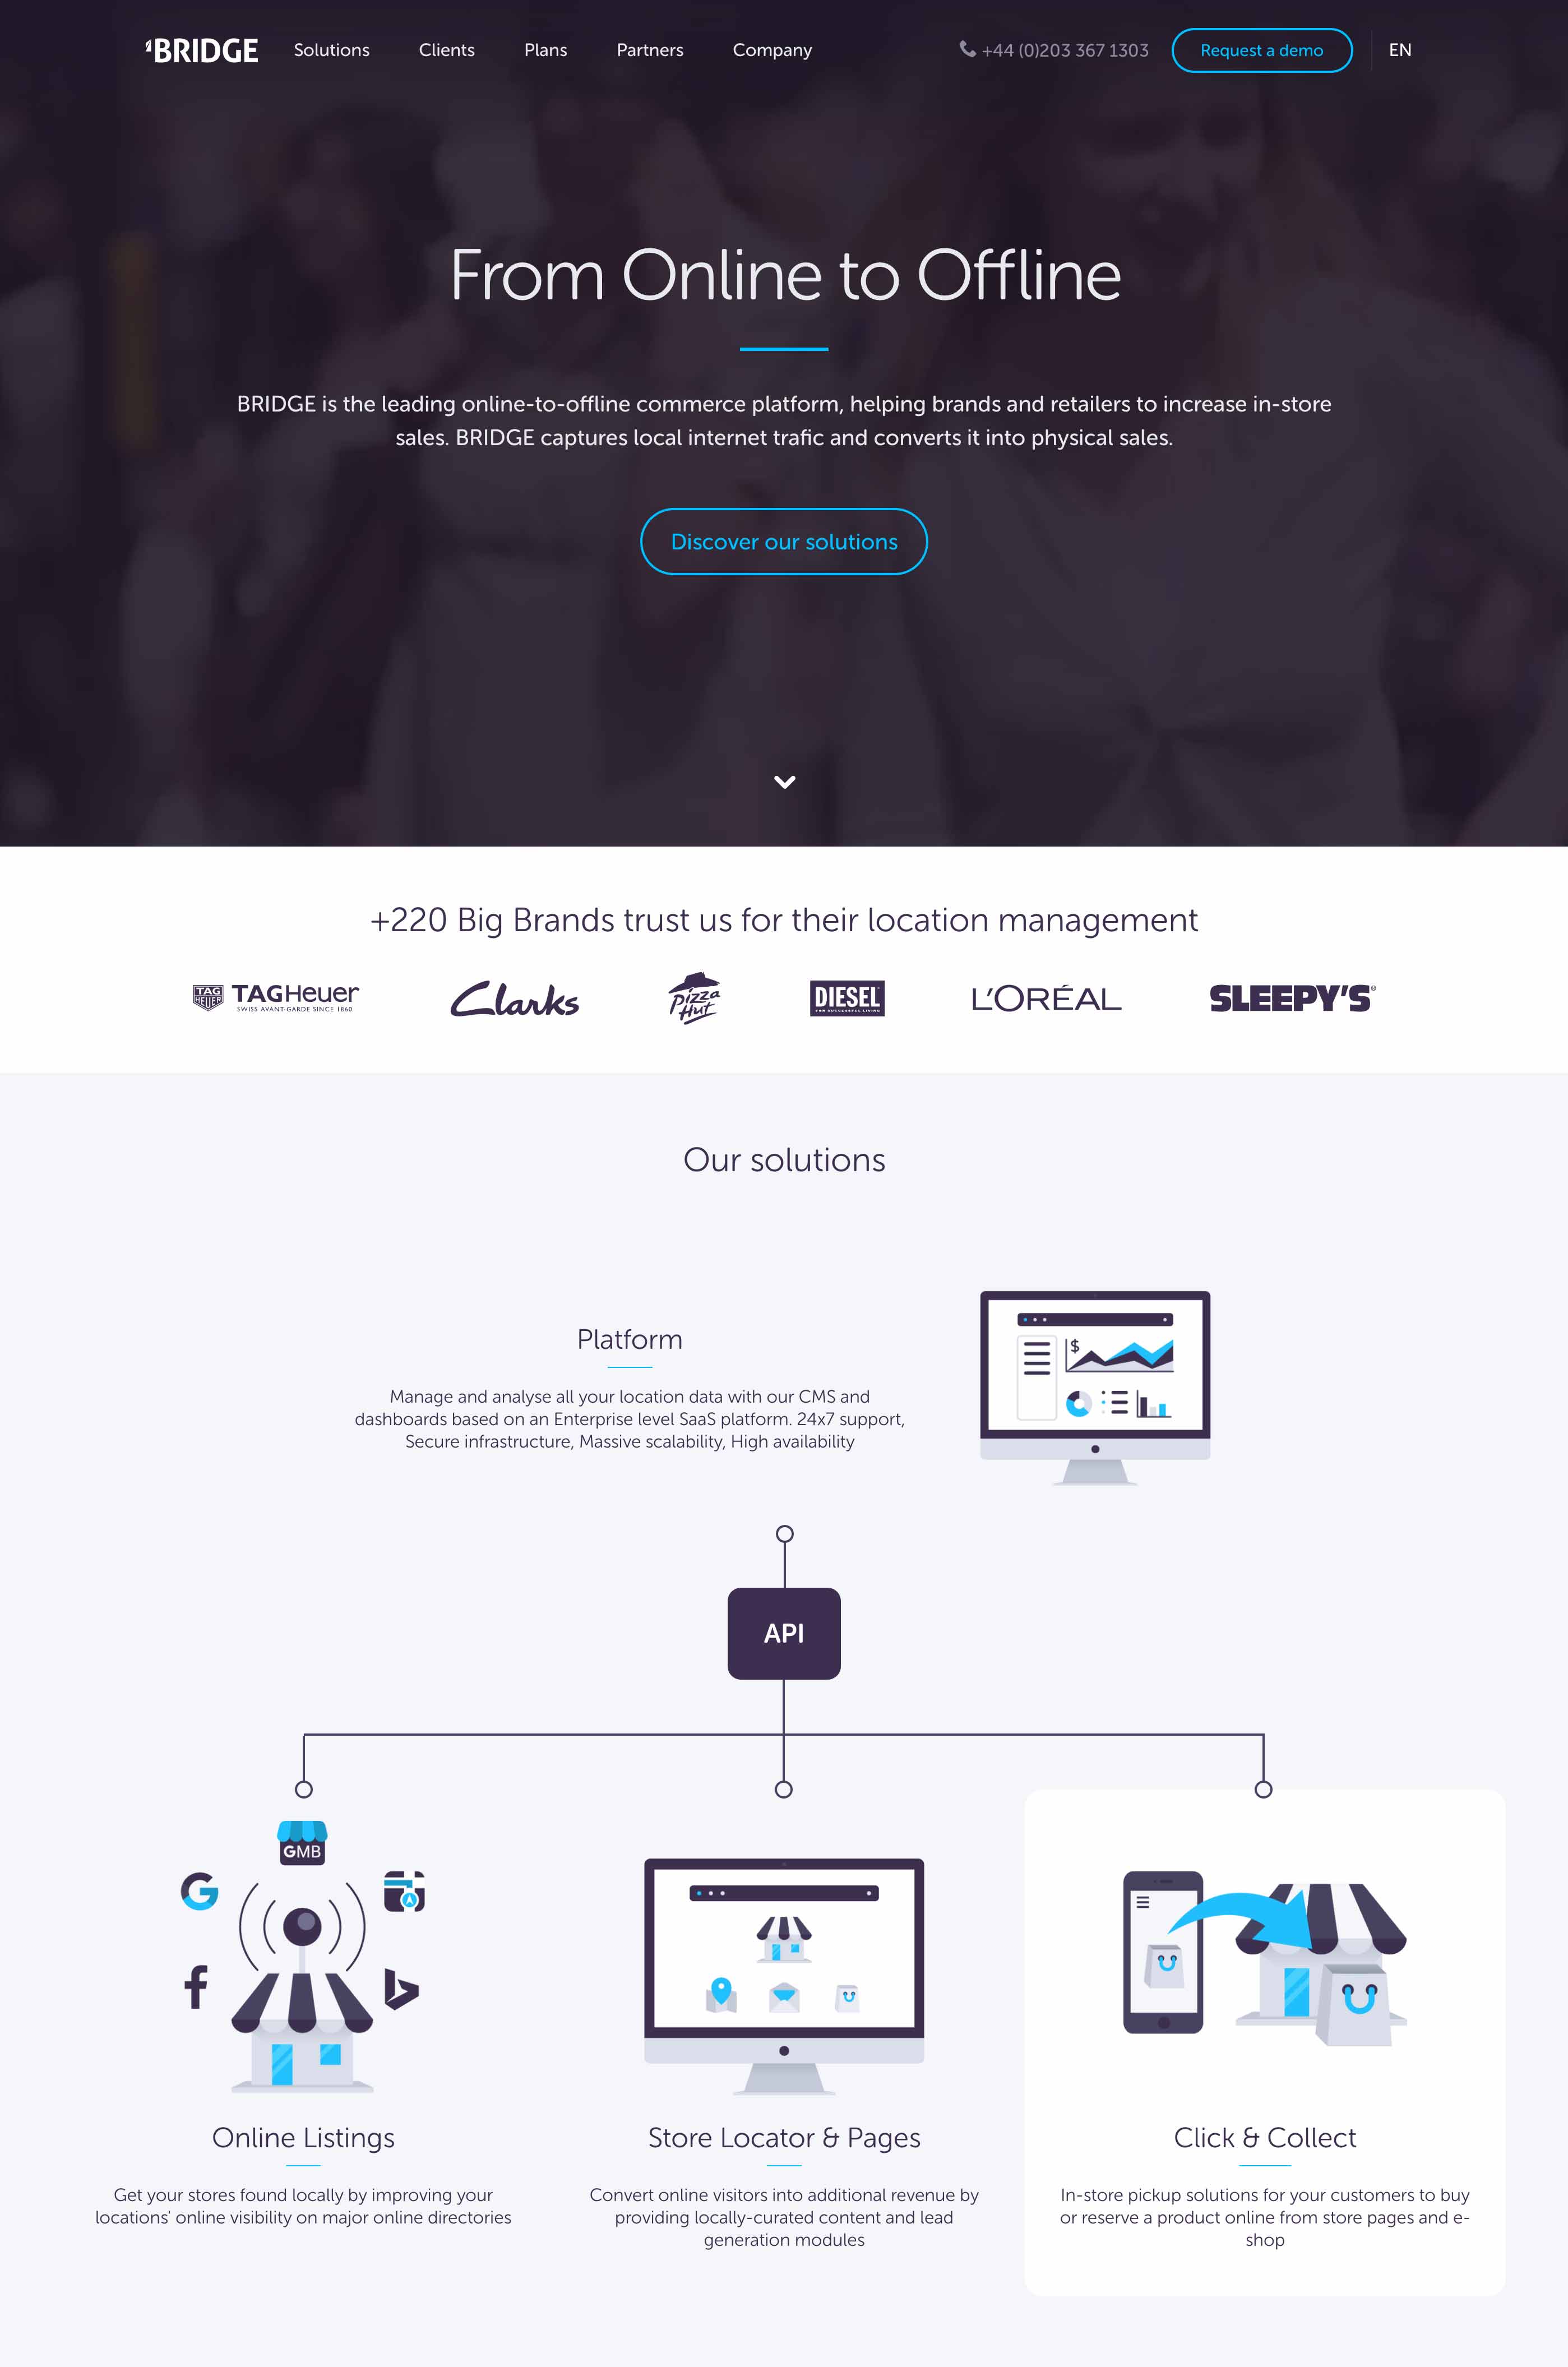 BRIDGE
Solutions
Clients
Plans
Partners
Company
+44 (0)203 367 1303
Request a demo
EN
From Online to Offline
BRIDGE is the leading online-to-offline commerce platform, helping brands and retailers to increase in-store
sales. BRIDGE captures local internet trafic and converts it into physical sales.
Discover our solutions
+220 Big Brands trust us for their location management
TAG HEUER
TAGHeuer
SWISS AVANT-GARDE SINCE 1860
Clarks
Pizza
Hut
DIESEL
FOR SUCCESSFUL LIVING
L'ORÉAL
SLEEPY'S®
Our solutions
Platform
Manage and analyse all your location data with our CMS and
dashboards based on an Enterprise level SaaS platform. 24x7 support,
Secure infrastructure, Massive scalability, High availability
$
API
GMB
G
f
b
Online Listings
Get your stores found locally by improving your
locations' online visibility on major online directories
Store Locator & Pages
Convert online visitors into additional revenue by
providing locally-curated content and lead
generation modules
Click & Collect
In-store pickup solutions for your customers to buy
or reserve a product online from store pages and e-
shop